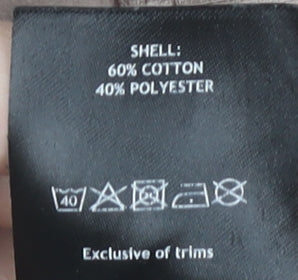 SHELL:
60% COTTON
40% POLYESTER
40
Exclusive of trims